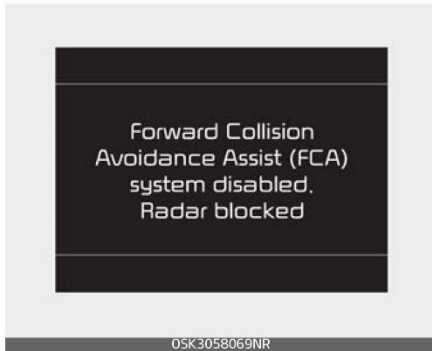 Forward Collision
Avoidance Assist (FCA)
system disabled.
Radar blocked
OSK3058069NR